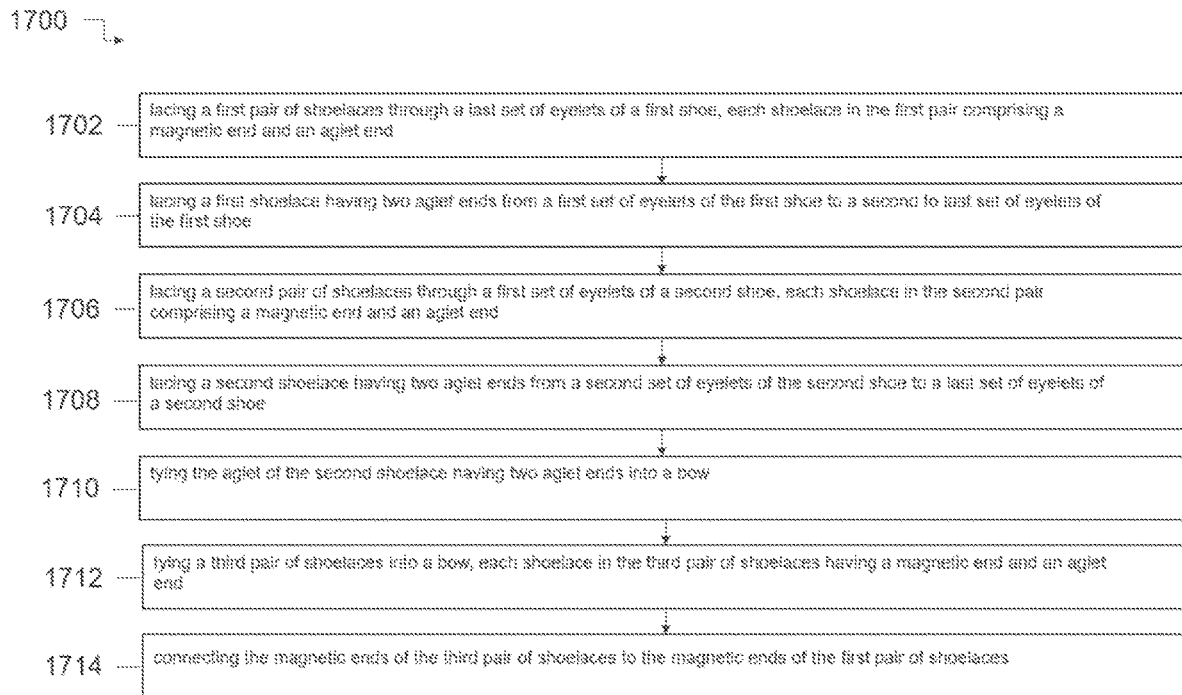 1700
1702
lacing a first pair of shoelaces through a last set of eyelets of a first shoe, each shoelace in the first pair comprising a
magnetic end and an aglet end
1704
lacing a first shoelace having two aglet ends from a first set of eyelets of the first shoe to a second to last set of eyelets of
the first shoe
1706
lacing a second pair of shoelaces through a first set of eyelets of a second shoe, each shoelace in the second pair
comprising a magnetic end and an aglet end
1708
lacing a second shoelace having two aglet ends from a second set of eyelets of the second shoe to a last set of eyelets of
a second shoe
1710
tying the aglet of the second shoelace having two aglet ends into a bow
1712
tying a third pair of shoelaces into a bow, each shoelace in the third pair of shoelaces having a magnetic end and an aglet
end
1714
connecting the magnetic ends of the third pair of shoelaces to the magnetic ends of the first pair of shoelaces